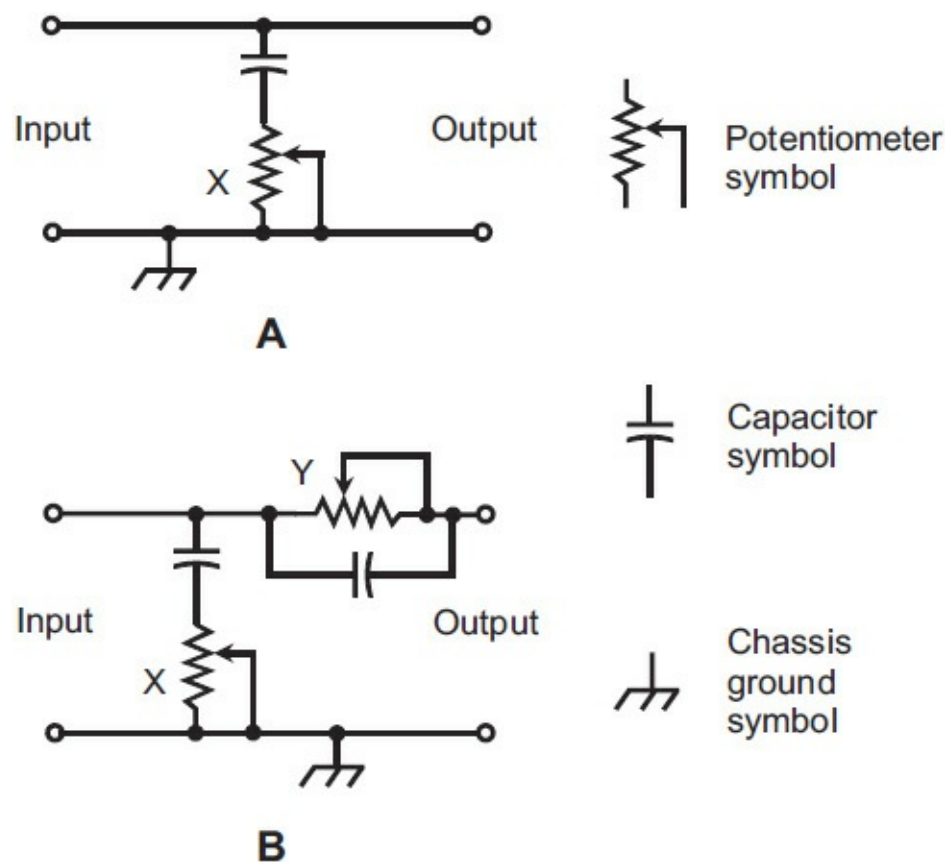 Input
Output
X
Potentiometer
symbol
A
Capacitor
symbol
Y
Input
Output
X
Chassis
ground
symbol
B